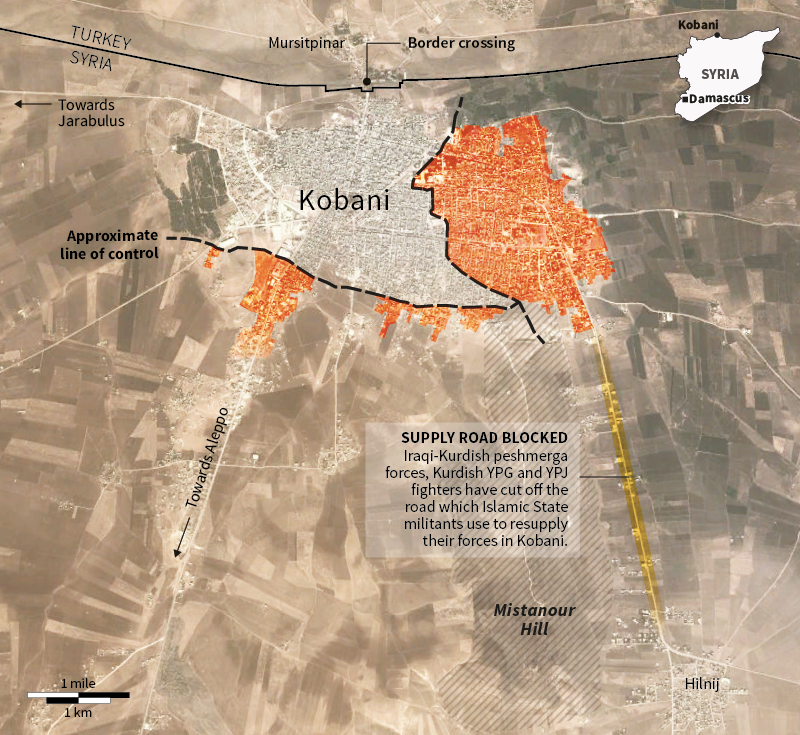 TURKEY
SYRIA
Mursitpinar
Border crossing
Kobani
SYRIA
Damascus
Towards
Jarabulus
Kobani
Approximate
line of control
Towards Aleppo
SUPPLY ROAD BLOCKED
Iraqi-Kurdish peshmerga
forces, Kurdish YPG and YPJ
fighters have cut off the
road which Islamic State
militants use to resupply
their forces in Kobani.
Mistanour
Hill
Hilnij
1 mile
1 km